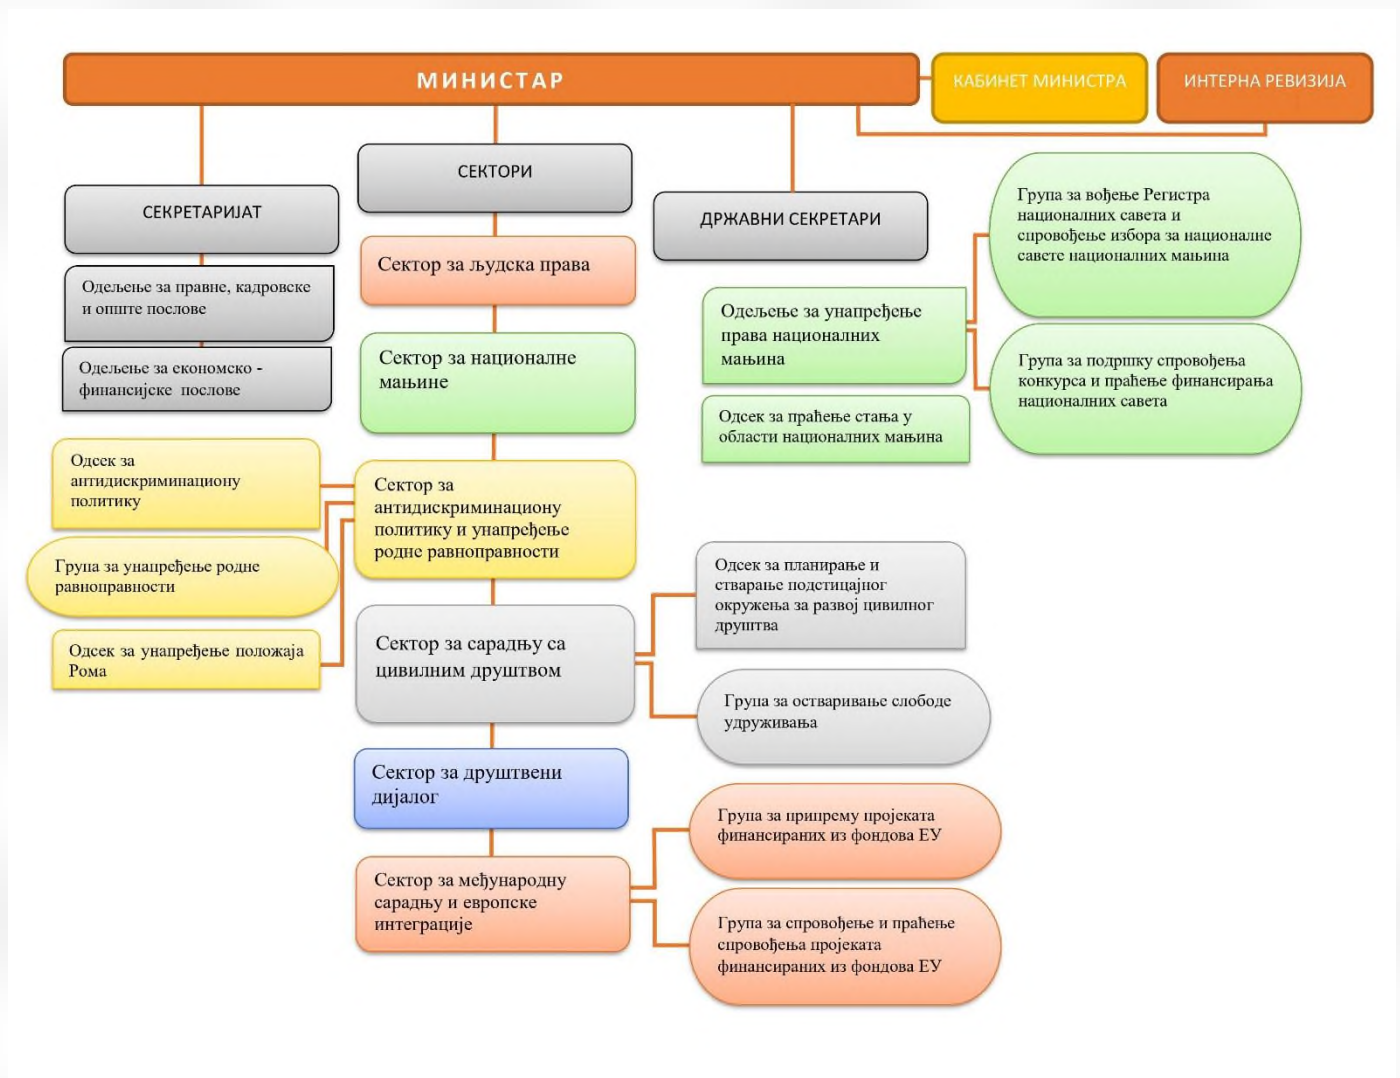 МИНИСТАР
КАБИНЕТ МИНИСТРА
ИНТЕРНА РЕВИЗИЈА
СЕКРЕТАРИЈАТ
Одељење за правне, кадровске
и опште послове
Одељење за економско -
финансијске послове
СЕКТОРИ
Сектор за људска права
Сектор за националне
мањине
Сектор за
антидискриминациону
политику и унапређење
родне равноправности
Одсек за
антидискриминациону
политику
Група за унапређење родне
равноправности
Одсек за унапређење положаја
Рома
Сектор за сарадњу са
цивилним друштвом
Сектор за друштвени
дијалог
Сектор за међународну
сарадњу и европске
интеграције
ДРЖАВНИ СЕКРЕТАРИ
Одељење за унапређење
права националних
мањина
Одсек за праћење стања у
области националних мањина
Група за вођење Регистра
националних савета и
спровођење избора за националне
савете националних мањина
Група за подршку спровођења
конкурса и праћење финансирања
националних савета
Одсек за планирање и
стварање подстицајног
окружења за развој цивилног
друштва
Група за остваривање слободе
удруживања
Група за припрему пројеката
финансираних из фондова ЕУ
Група за спровођење и праћење
спровођења пројеката
финансираних из фондова ЕУ